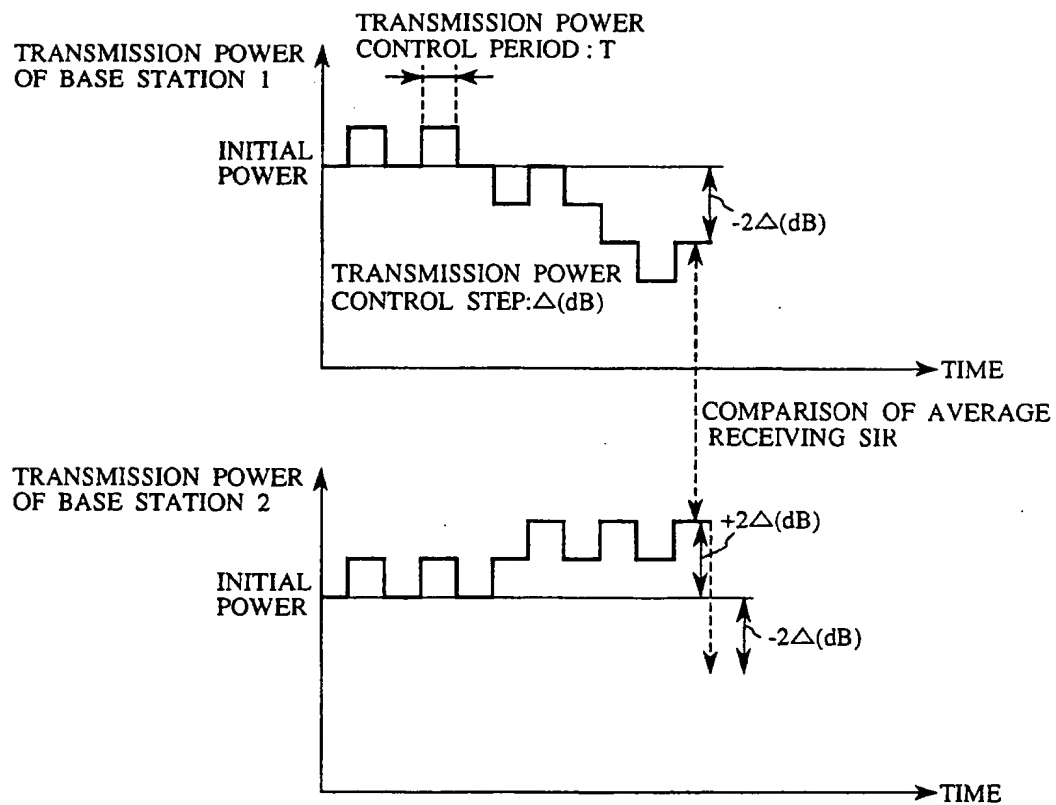 TRANSMISSION POWER
CONTROL PERIOD : T
TRANSMISSION POWER
OF BASE STATION 1
INITIAL
POWER
-2△(dB)
TRANSMISSION POWER
CONTROL STEP:△(dB)
TIME
COMPARISON OF AVERAGE
RECEIVING SIR
TRANSMISSION POWER
OF BASE STATION 2
+2△(dB)
INITIAL
POWER
-2△(dB)
TIME